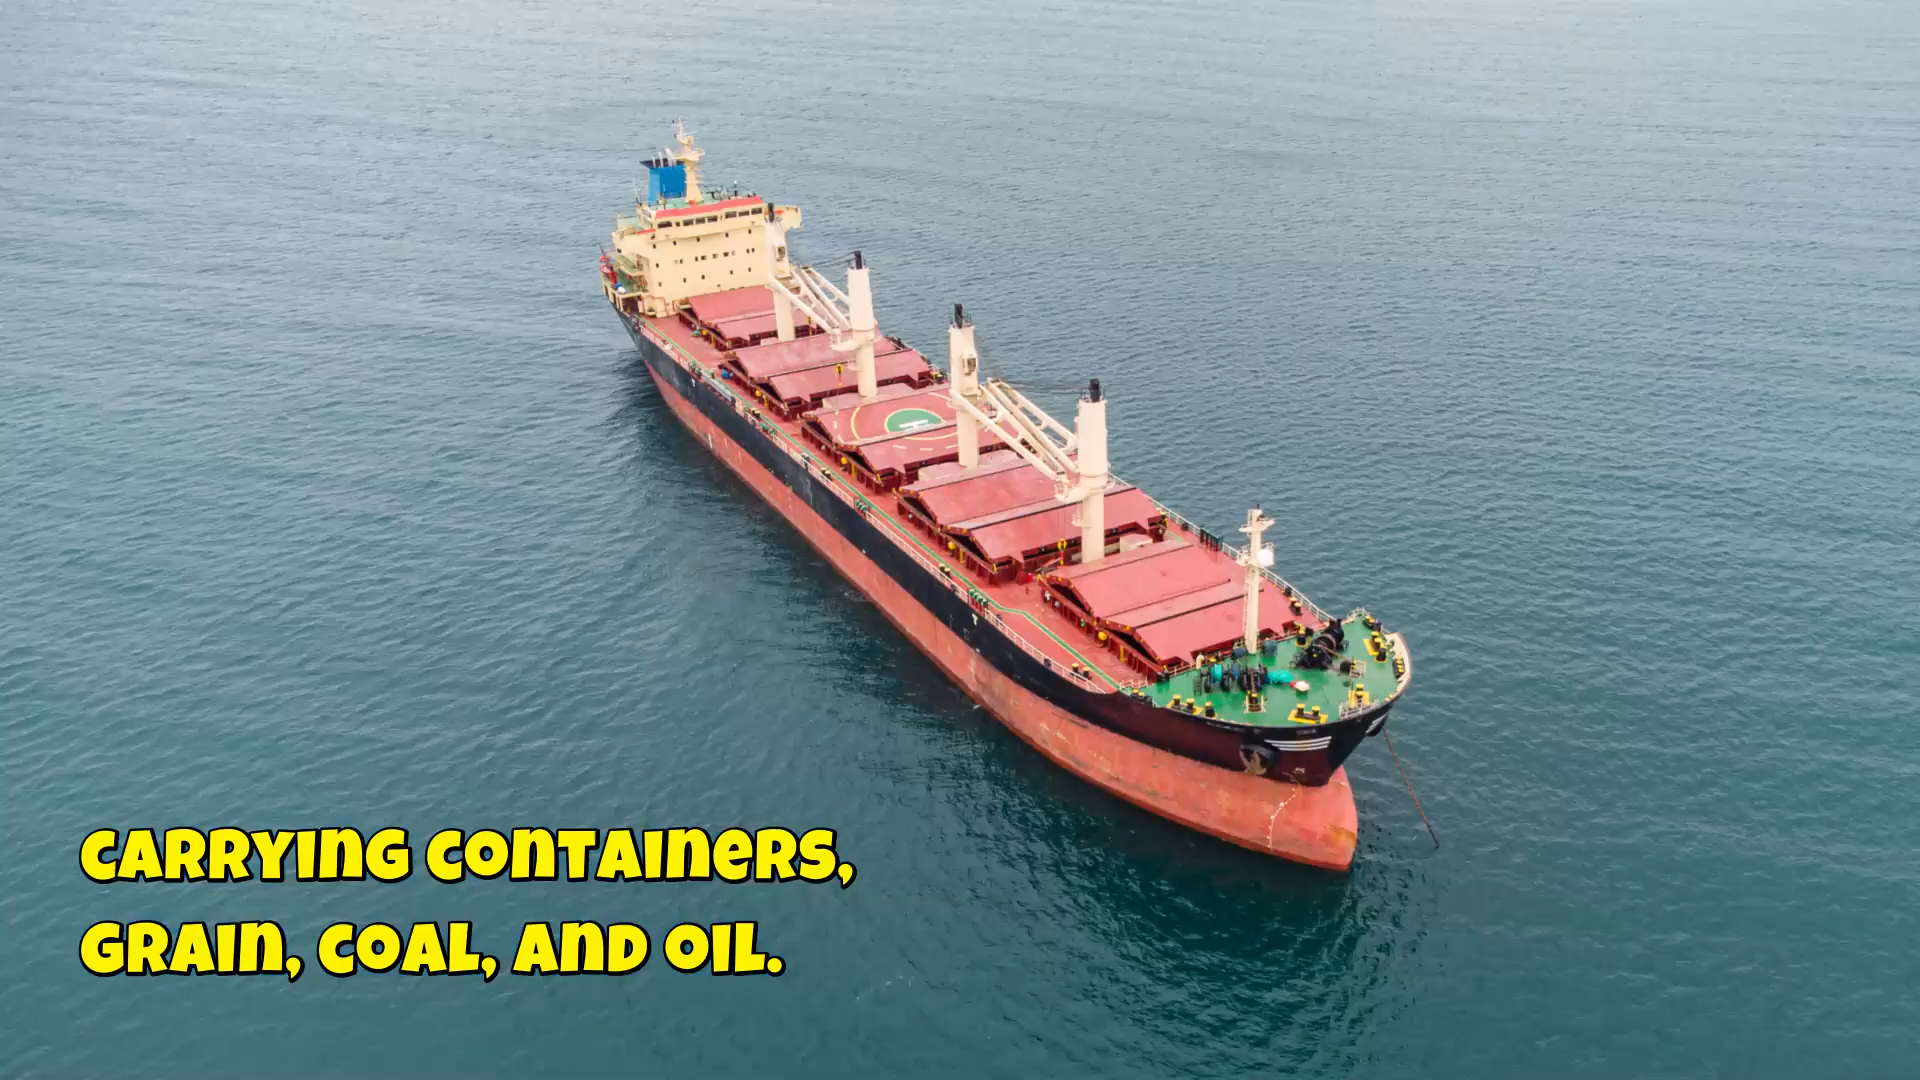 Carrying containers,
grain, coal, and oil.
H